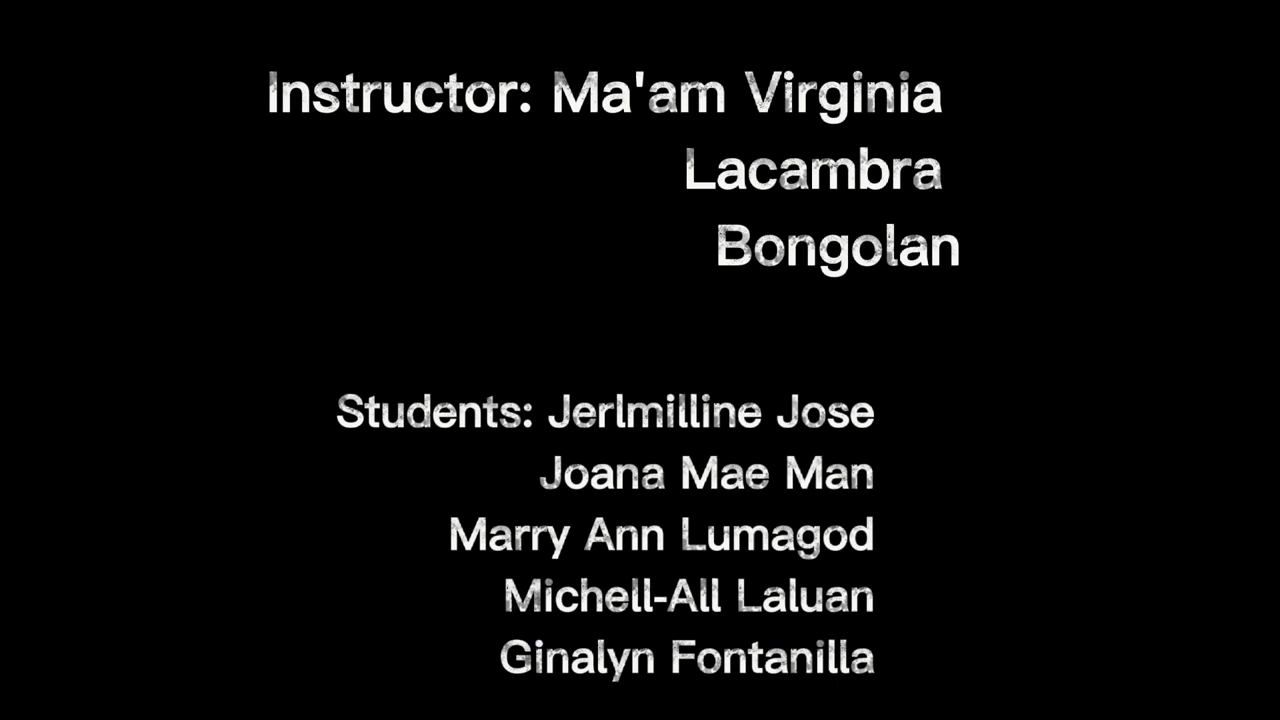 Instructor: Ma'am Virginia
Lacambra
Bongolan
Students: Jerlmilline Jose
Joana Mae Man
Marry Ann Lumagod
Michell-All Laluan
Ginalyn Fontanilla